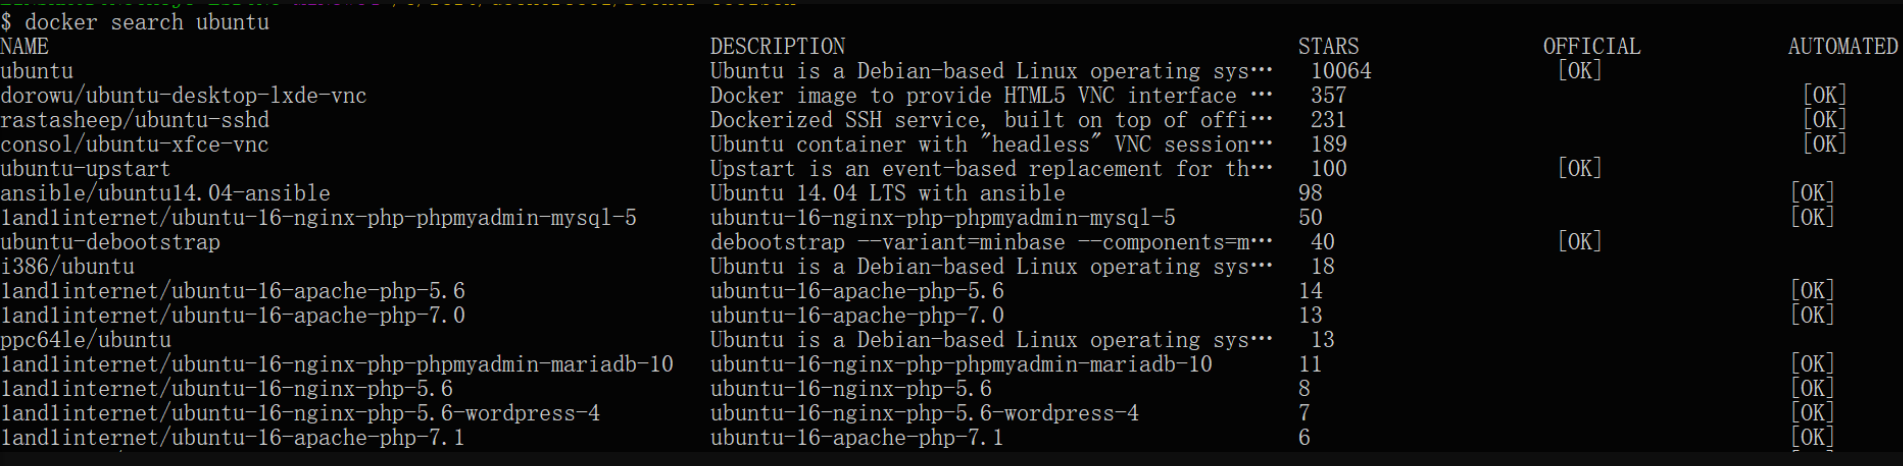 $ docker search ubuntu
NAME DESCRIPTION STARS OFFICIAL AUTOMATED
ubuntu Ubuntu is a Debian-based Linux operating sys… 10064 [OK]
dorowu/ubuntu-desktop-lxde-vnc Docker image to provide HTML5 VNC interface … 357 [OK]
rastasheep/ubuntu-sshd Dockerized SSH service, built on top of offi… 231 [OK]
consol/ubuntu-xfce-vnc Ubuntu container with "headless" VNC session… 189 [OK]
ubuntu-upstart Upstart is an event-based replacement for th… 100 [OK]
ansible/ubuntu14.04-ansible Ubuntu 14.04 LTS with ansible 98 [OK]
1and1internet/ubuntu-16-nginx-php-phpmyadmin-mysql-5 ubuntu-16-nginx-php-phpmyadmin-mysql-5 50 [OK]
ubuntu-debootstrap debootstrap --variant=minbase --components=m… 40 [OK]
i386/ubuntu Ubuntu is a Debian-based Linux operating sys… 18
1and1internet/ubuntu-16-apache-php-5.6 ubuntu-16-apache-php-5.6 14 [OK]
1and1internet/ubuntu-16-apache-php-7.0 ubuntu-16-apache-php-7.0 13 [OK]
ppc64le/ubuntu Ubuntu is a Debian-based Linux operating sys… 13
1and1internet/ubuntu-16-nginx-php-phpmyadmin-mariadb-10 ubuntu-16-nginx-php-phpmyadmin-mariadb-10 11 [OK]
1and1internet/ubuntu-16-nginx-php-5.6 ubuntu-16-nginx-php-5.6 8 [OK]
1and1internet/ubuntu-16-nginx-php-5.6-wordpress-4 ubuntu-16-nginx-php-5.6-wordpress-4 7 [OK]
1and1internet/ubuntu-16-apache-php-7.1 ubuntu-16-apache-php-7.1 6 [OK]